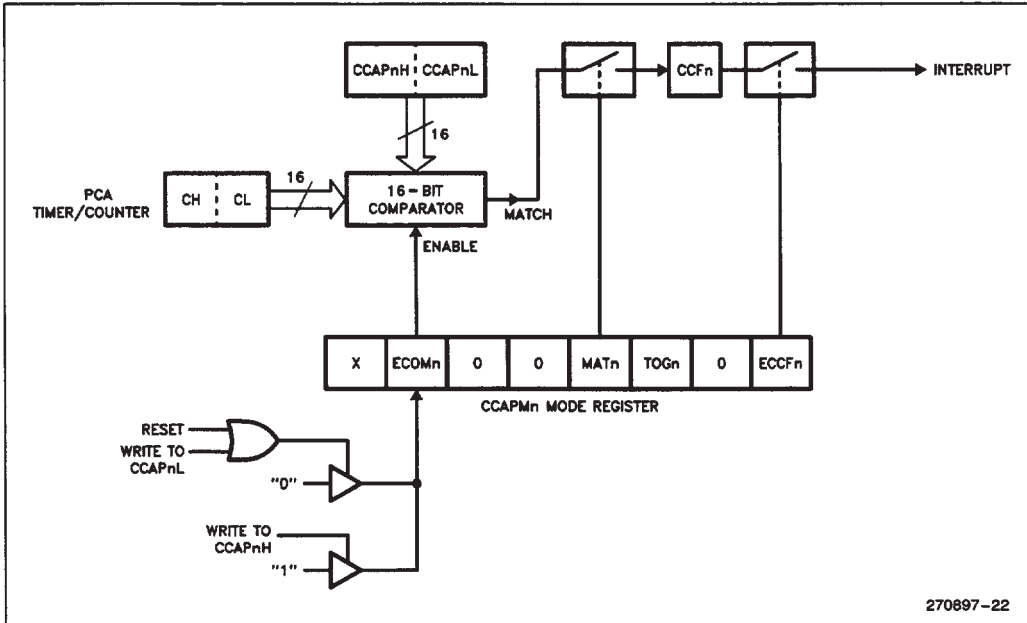 CCAPnH CCAPnL
CCFn
INTERRUPT
16
PCA
TIMER/COUNTER
CH CL
16
16-BIT
COMPARATOR
MATCH
ENABLE
X ECOMn 0 0 MATn TOGn 0 ECCFn
CCAPMn MODE REGISTER
RESET
WRITE TO
CCAPnL
"0"
WRITE TO
CCAPnH
"1"
270897-22